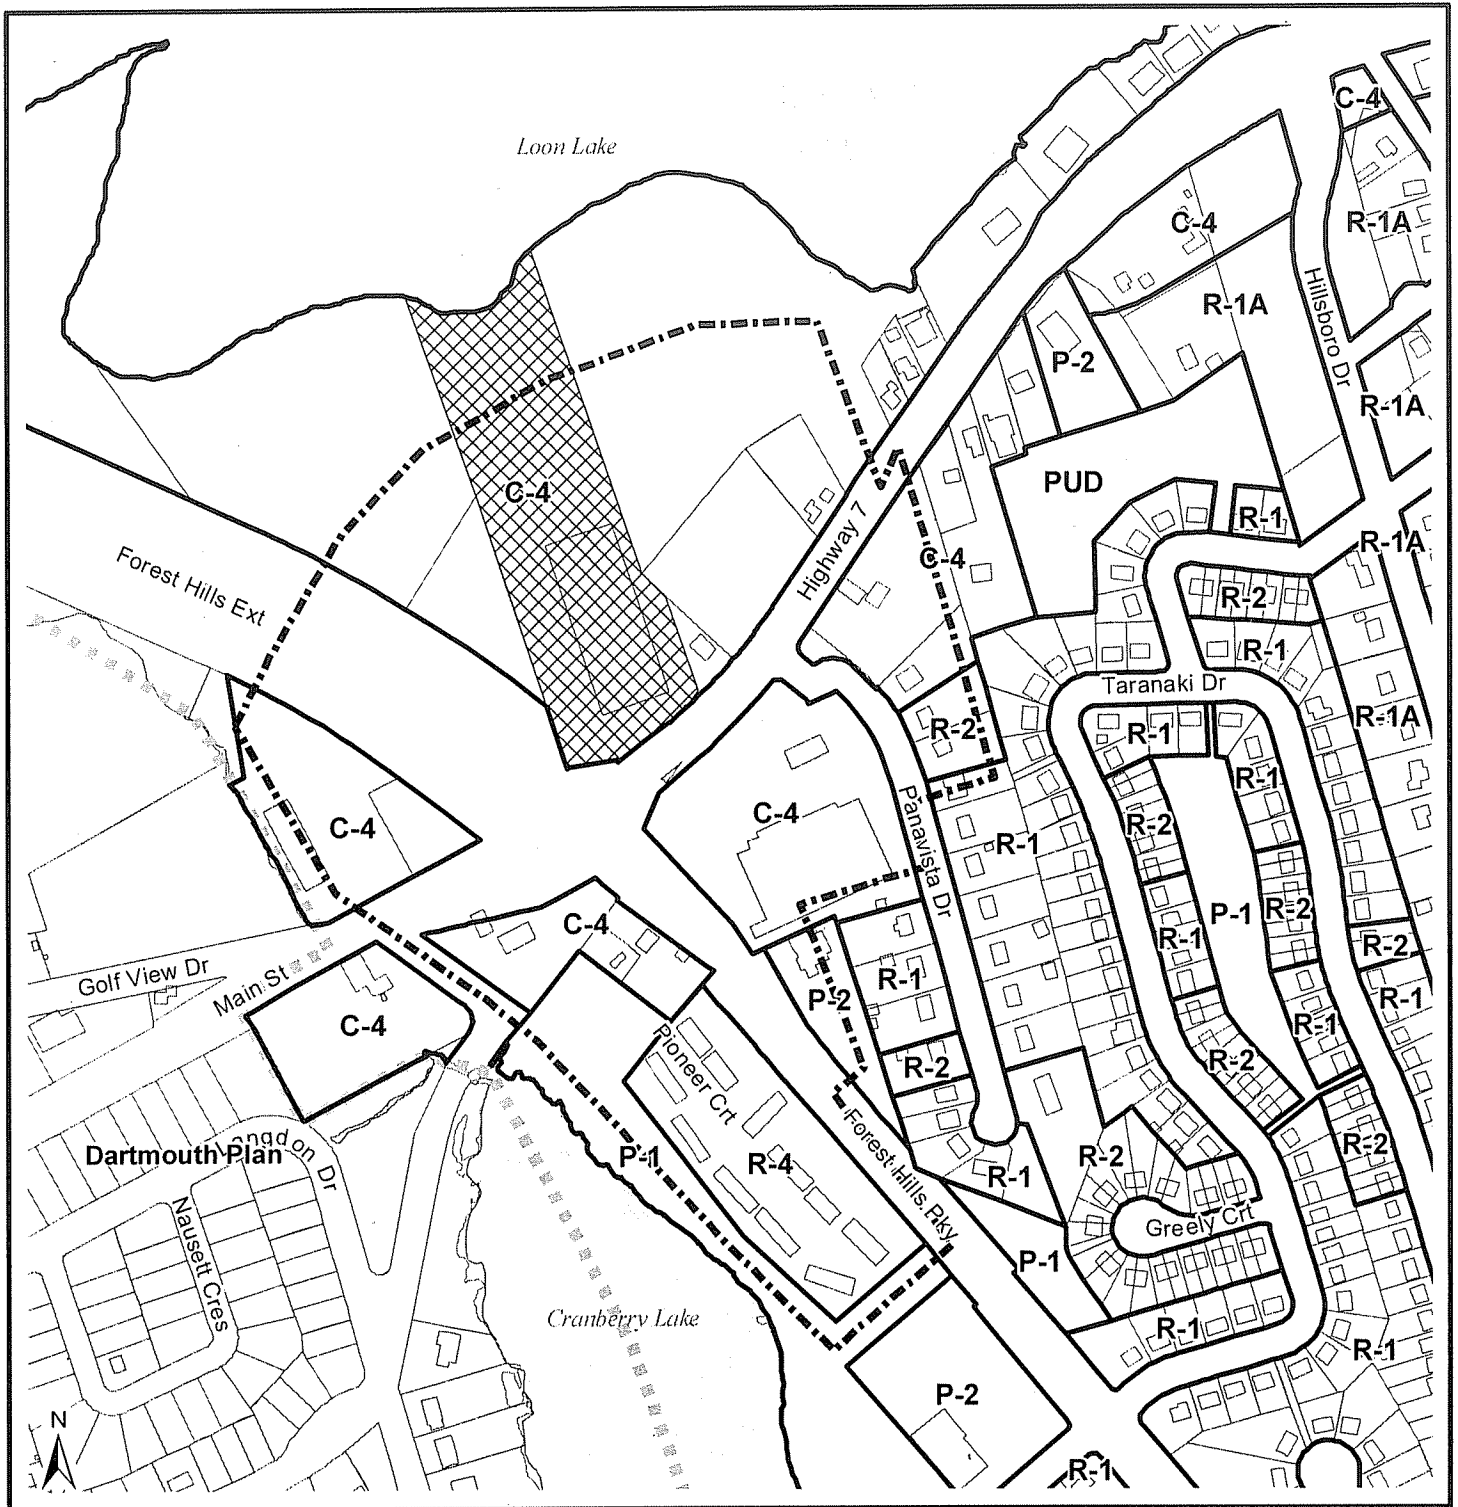 C-4
Loon Lake
C-4
R-1A
R-1A
Hillsboro Dr
P-2
R-1A
C-4
PUD
R-1
Highway 7
R-1A
C-4
Forest Hills Ext
R-2
R-1
Taranaki Dr
R-2
R-1
R-1A
R-1
C-4
C-4
Panavista Dr
R-2
R-1
C-4
P-1
R-2
R-1
R-2
Golf View Dr
Main St
P-2
R-1
R-1
C-4
R-1
Pioneer Crt
R-2
R-2
Dartmouth Plan
Langdon Dr
P-1
R-4
Forest Hills Pky
R-1
R-2
R-2
Nausett Cres
Greely Crt
P-1
Cranberry Lake
R-1
R-1
P-2
N
R-1